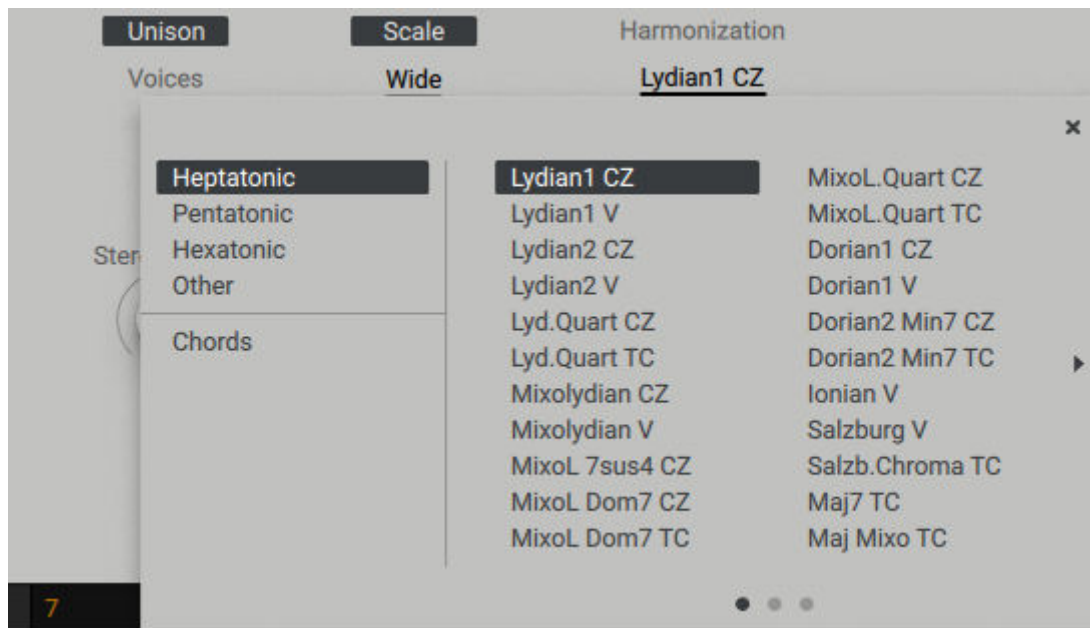 Unison
Scale
Harmonization
Voices
Wide
Lydian1 CZ
Heptatonic
Pentatonic
Hexatonic
Other
Chords
Lydian1 CZ
Lydian1 V
Lydian2 CZ
Lydian2 V
Lyd.Quart CZ
Lyd.Quart TC
Mixolydian CZ
Mixolydian V
MixoL 7sus4 CZ
MixoL Dom7 CZ
MixoL Dom7 TC
MixoL.Quart CZ
MixoL.Quart TC
Dorian1 CZ
Dorian1 V
Dorian2 Min7 CZ
Dorian2 Min7 TC
Ionian V
Salzburg V
Salzb.Chroma TC
Maj7 TC
Maj Mixo TC
7